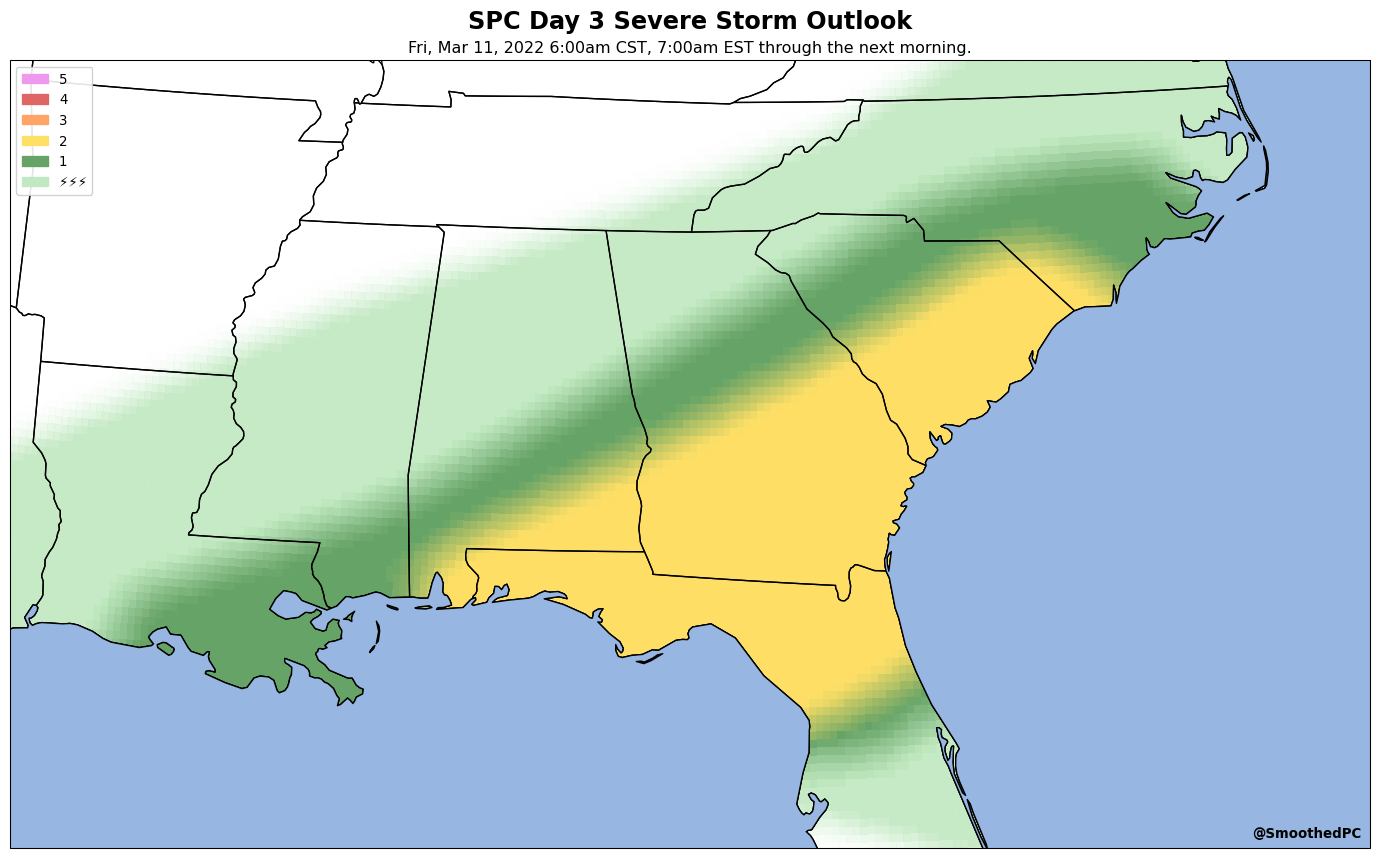 SPC Day 3 Severe Storm Outlook
Fri, Mar 11, 2022 6:00am CST, 7:00am EST through the next morning.
5
4
3
2
1
⚡⚡⚡
@SmoothedPC